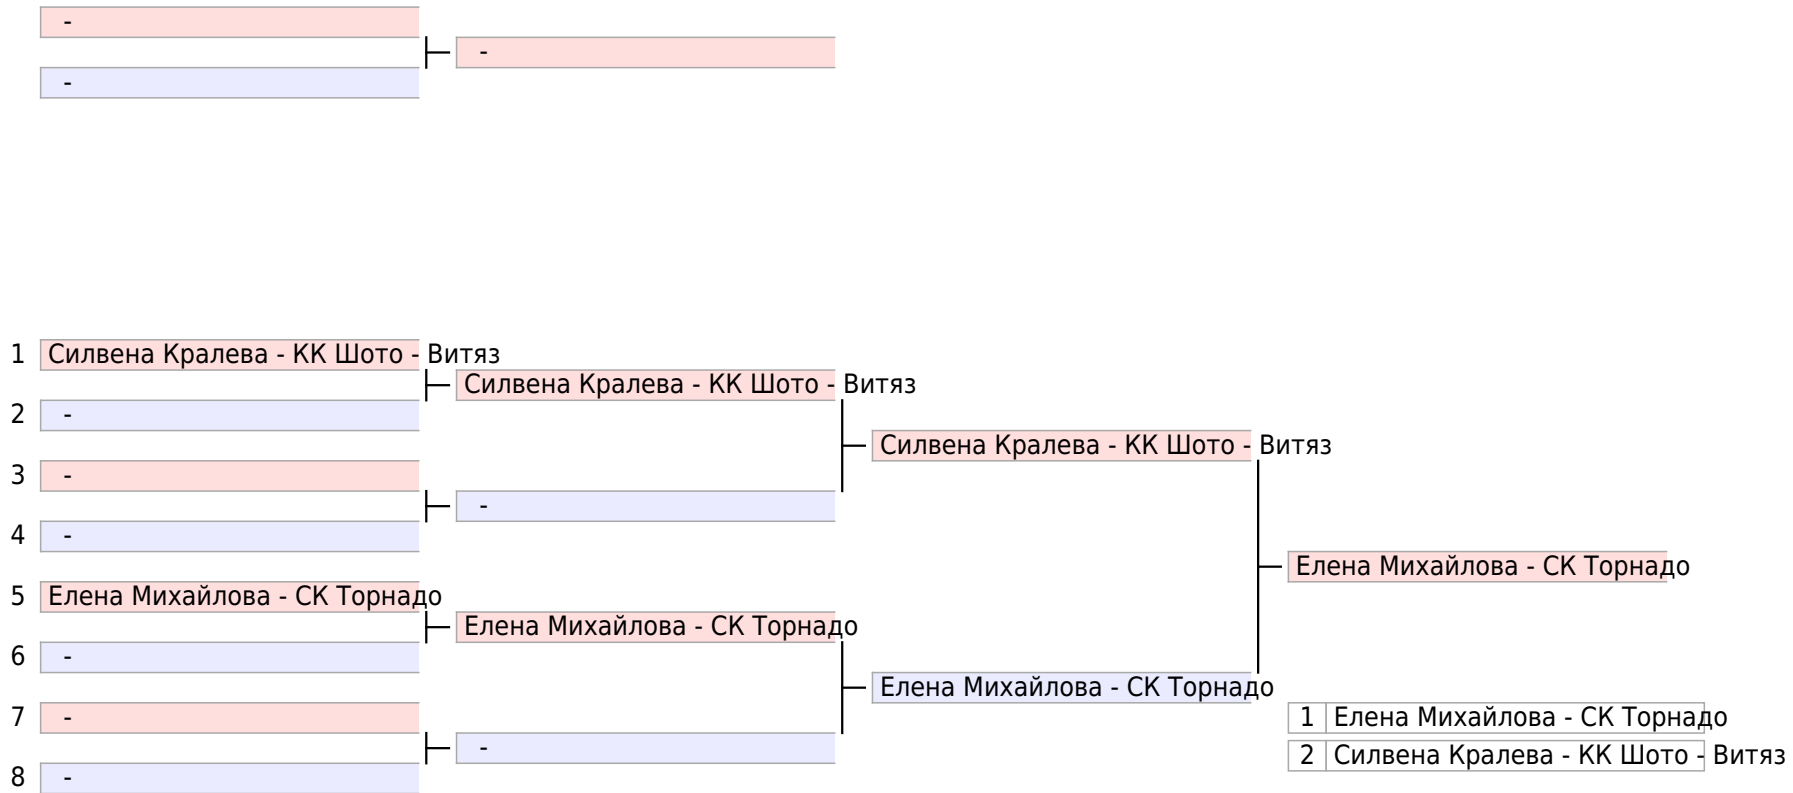 -
-
-
1 Силвена Кралева - КК Шото - Витяз
Силвена Кралева - КК Шото - Витяз
2 -
Силвена Кралева - КК Шото - Витяз
3 -
-
4 -
Елена Михайлова - СК Торнадо
5 Елена Михайлова - СК Торнадо
Елена Михайлова - СК Торнадо
6 -
Елена Михайлова - СК Торнадо
7 -
1 Елена Михайлова - СК Торнадо
-
2 Силвена Кралева - КК Шото - Витяз
8 -